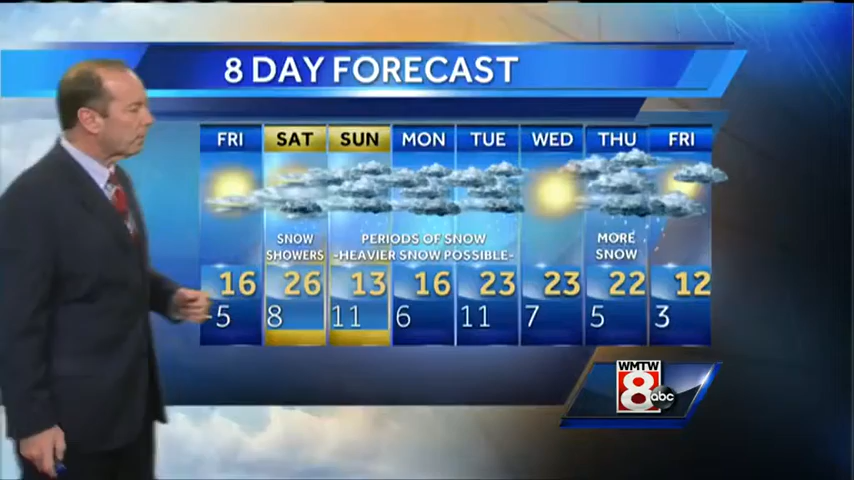 8 DAY FORECAST
FRI SAT SUN MON TUE WED THU FRI
SNOW SHOWERS
PERIODS OF SNOW
-HEAVIER SNOW POSSIBLE-
MORE SNOW
16 26 13 16 23 23 22 12
-5 8 11 6 11 7 5 3
WMTW
8 abc